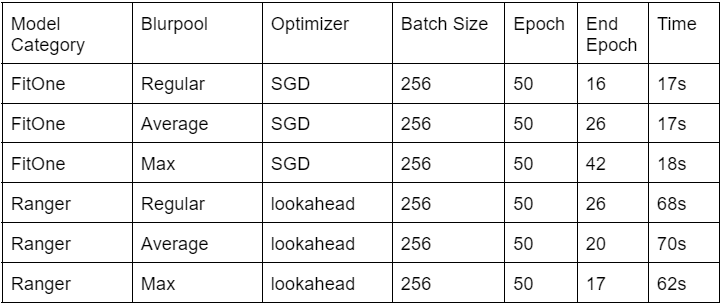 Model Category Blurpool Optimizer Batch Size Epoch End Epoch Time
FitOne Regular SGD 256 50 16 17s
FitOne Average SGD 256 50 26 17s
FitOne Max SGD 256 50 42 18s
Ranger Regular lookahead 256 50 26 68s
Ranger Average lookahead 256 50 20 70s
Ranger Max lookahead 256 50 17 62s